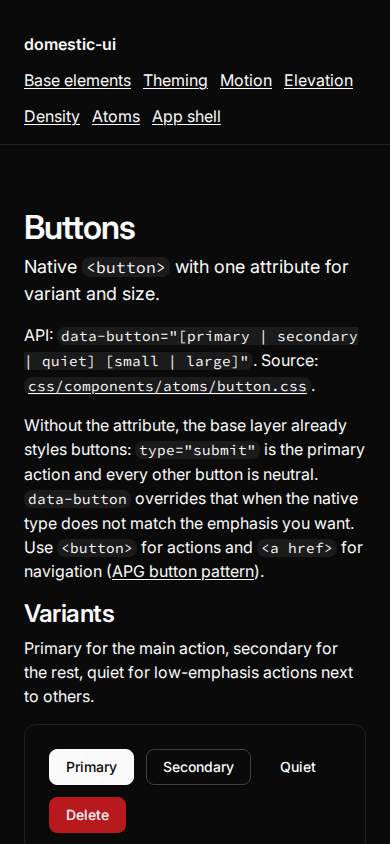 domestic-ui
Base elements Theming Motion Elevation
Density Atoms App shell
Buttons
Native <button> with one attribute for
variant and size.
API: data-button="[primary | secondary
| quiet] [small | large]". Source:
css/components/atoms/button.css.
Without the attribute, the base layer already
styles buttons: type="submit" is the primary
action and every other button is neutral.
data-button overrides that when the native
type does not match the emphasis you want.
Use <button> for actions and <a href> for
navigation (APG button pattern).
Variants
Primary for the main action, secondary for
the rest, quiet for low-emphasis actions next
to others.
Primary Secondary Quiet
Delete